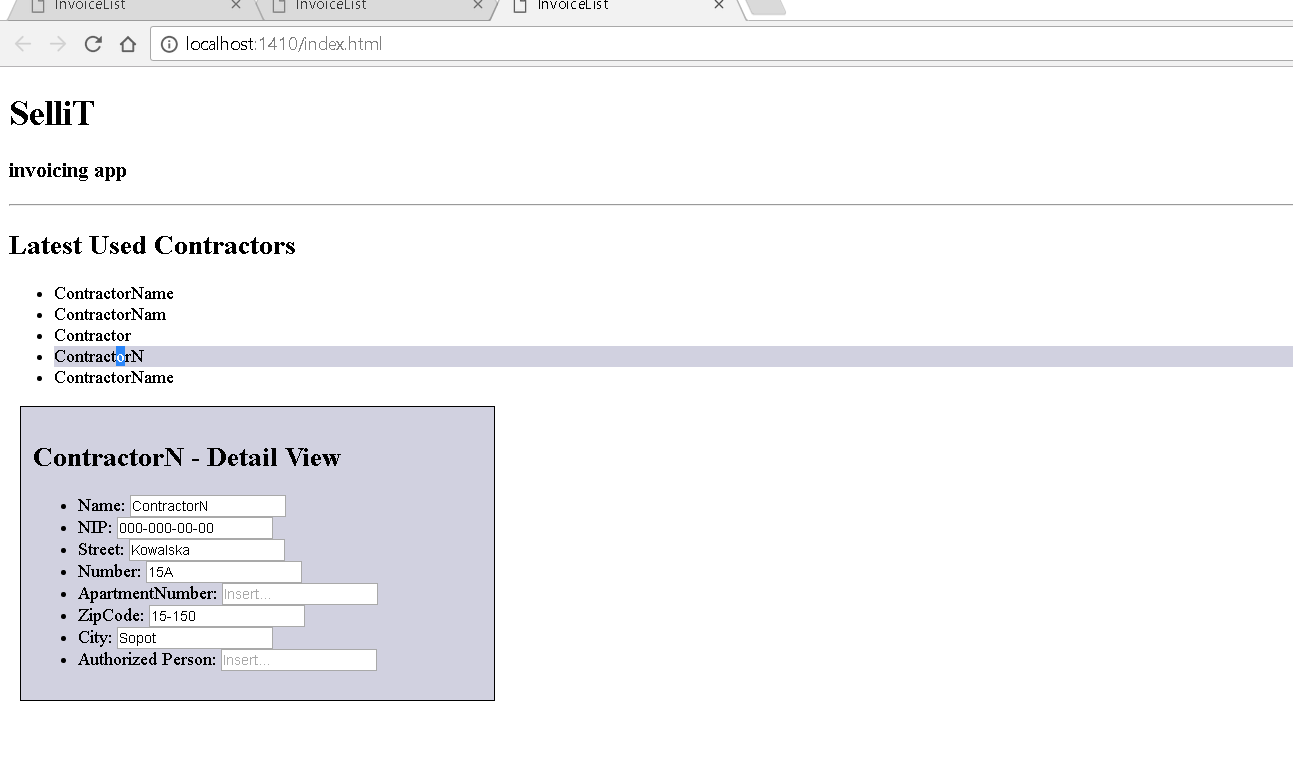 InvoiceList InvoiceList InvoiceList
localhost:1410/index.html
SelliT
invoicing app
Latest Used Contractors
ContractorName
ContractorNam
Contractor
ContractorN
ContractorName
ContractorN - Detail View
Name: ContractorN
NIP: 000-000-00-00
Street: Kowalska
Number: 15A
ApartmentNumber: Insert...
ZipCode: 15-150
City: Sopot
Authorized Person: Insert...